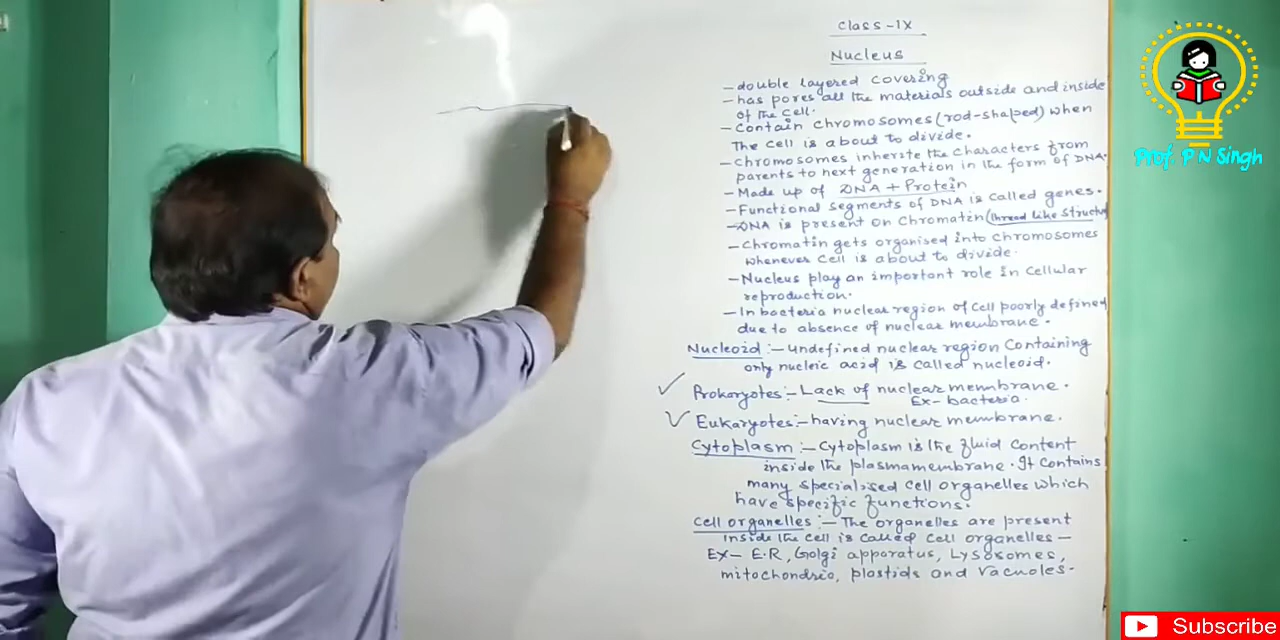 Class-IX
Nucleus
- double layered covering
- has pores all the materials outside and inside
of the cell.
- Contain chromosomes (rod-shaped) when
The cell is about to divide.
- Chromosomes inherite the characters from
parents to next generation in the form of DNA.
- Made up of DNA + Protein
- Functional segments of DNA is called genes.
- DNA is present on Chromatin (thread like structu
- Chromatin gets organised into chromosomes
whenever cell is about to divide.
- Nucleus play an important role in cellular
reproduction.
- In bacteria nuclear region of cell poorly defined
due to absence of nuclear membrane.
Nucleoid :- undefined nuclear region containing
only nucleic acid is called nucleoid.
Prokaryotes:- Lack of nuclear membrane.
Ex- bacteria.
Eukaryotes:- having nuclear membrane.
Cytoplasm :- Cytoplasm is the fluid content
inside the plasmamembrane. It contains
many specialised cell organelles which
have specific functions.
Cell organelles :- The organelles are present
inside the cell is called cell organelles -
Ex- E.R, Golgi apparatus, Lysosomes,
mitochondria, plastids and vacuoles.
Prof. P N Singh
Subscribe